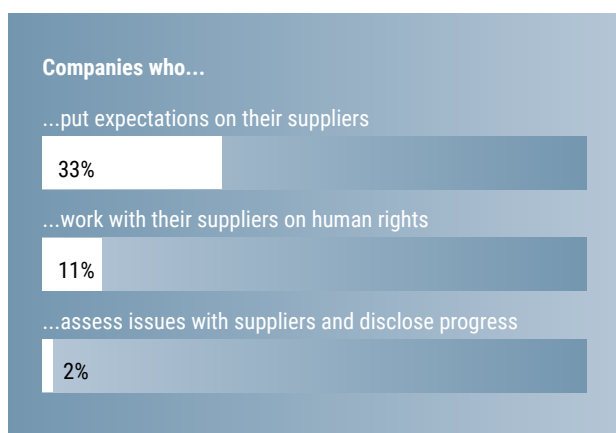 Companies who...
...put expectations on their suppliers
33%
...work with their suppliers on human rights
11%
...assess issues with suppliers and disclose progress
2%